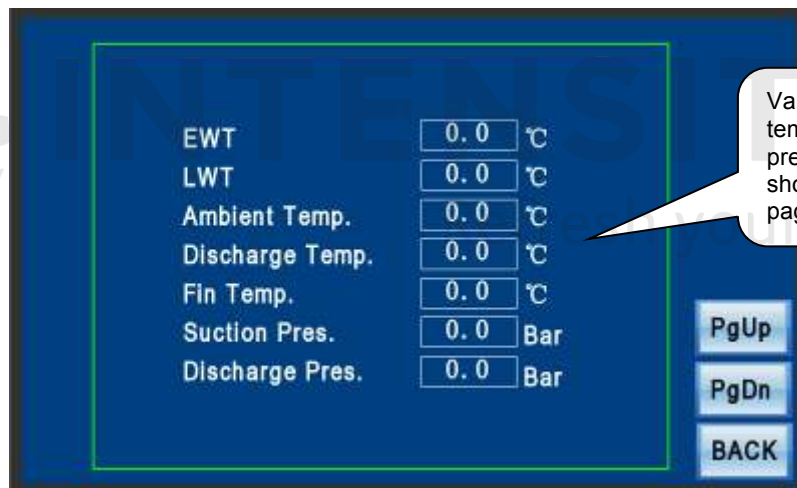 EWT 0.0 ℃
LWT 0.0 ℃
Ambient Temp. 0.0 ℃
Discharge Temp. 0.0 ℃
Fin Temp. 0.0 ℃
Suction Pres. 0.0 Bar
Discharge Pres. 0.0 Bar
PgUp
PgDn
BACK